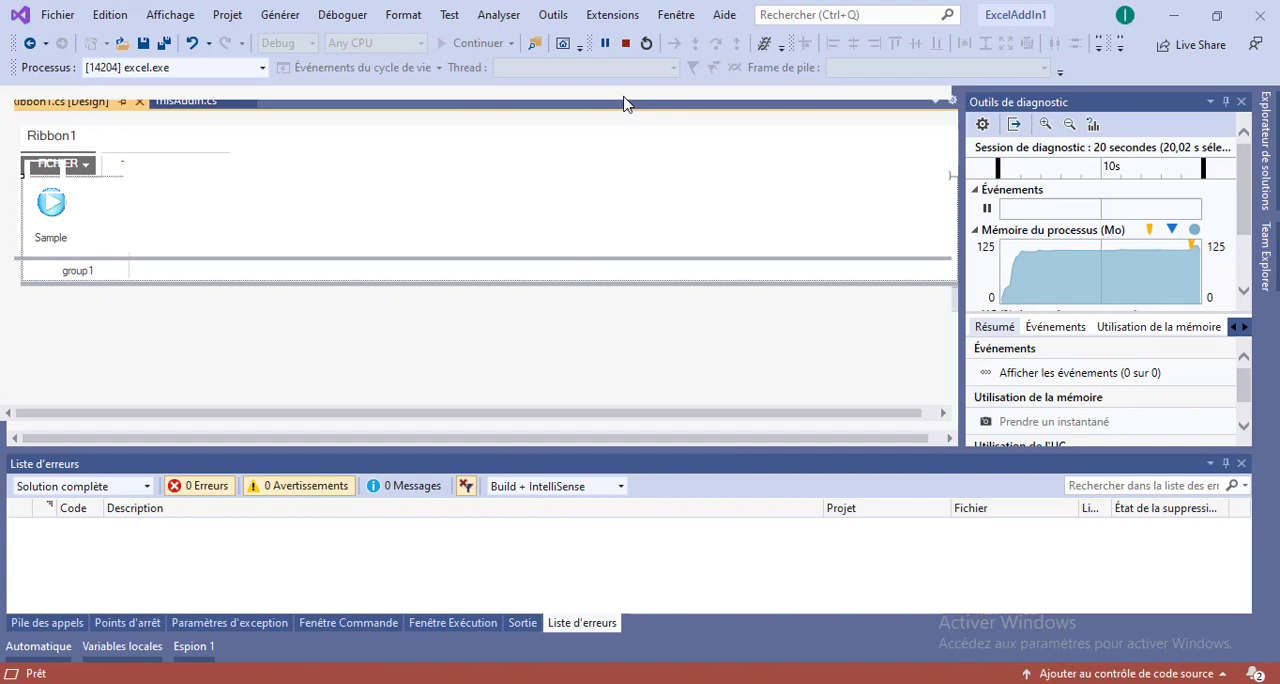 Fichier Edition Affichage Projet Générer Déboguer Format Test Analyser Outils Extensions Fenêtre Aide Rechercher (Ctrl+Q) ExcelAddIn1
Debug Any CPU Continuer Live Share
Processus : [14204] excel.exe Événements du cycle de vie Thread : Frame de pile :
Ribbon1.cs [Design] ThisAddIn.cs
Outils de diagnostic
Ribbon1
Session de diagnostic : 20 secondes (20,02 s séle...
FICHIER
10s
Événements
Sample
Mémoire du processus (Mo)
125 125
group1
0 0
Résumé Événements Utilisation de la mémoire
Événements
Afficher les événements (0 sur 0)
Utilisation de la mémoire
Prendre un instantané
Utilisation de l'UC
Liste d'erreurs
Solution complète 0 Erreurs 0 Avertissements 0 Messages Build + IntelliSense Rechercher dans la liste des err
Code Description Projet Fichier Li... État de la suppressi...
Pile des appels Points d'arrêt Paramètres d'exception Fenêtre Commande Fenêtre Exécution Sortie Liste d'erreurs
Activer Windows
Accédez aux paramètres pour activer Windows.
Automatique Variables locales Espion 1
Prêt Ajouter au contrôle de code source 2
Explorateur de solutions
Team Explorer